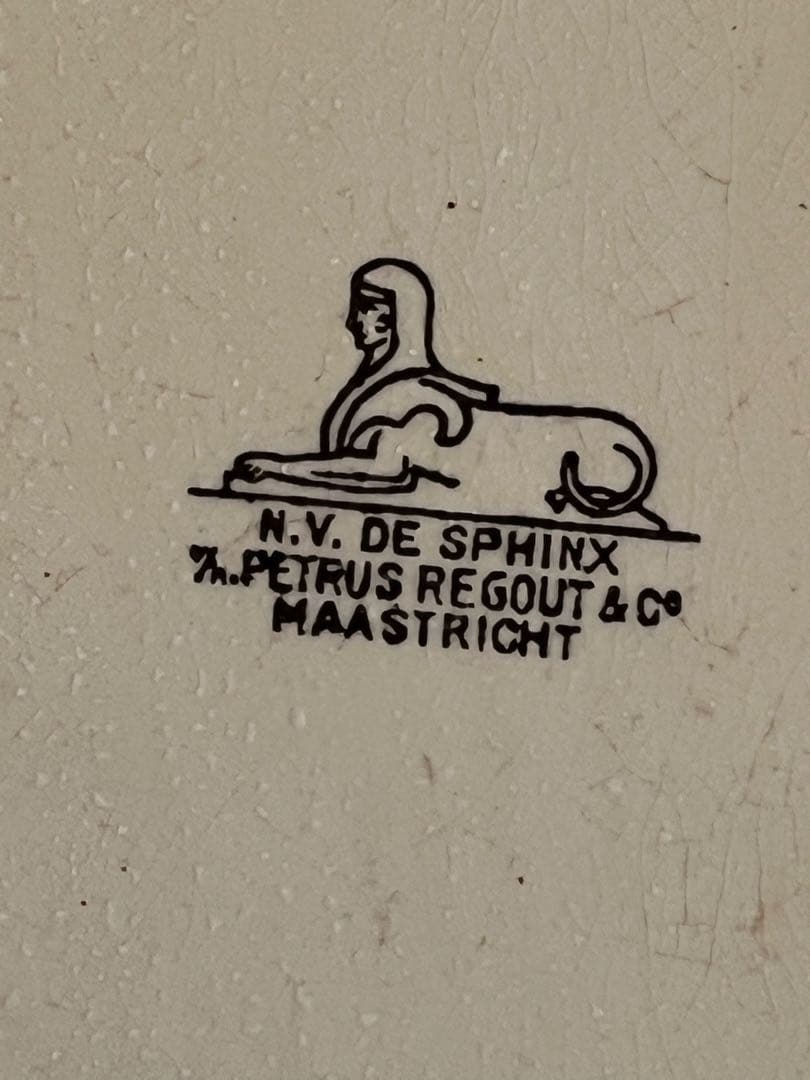 N.V. DE SPHINX
v/h. PETRUS REGOUT & Co
MAASTRICHT